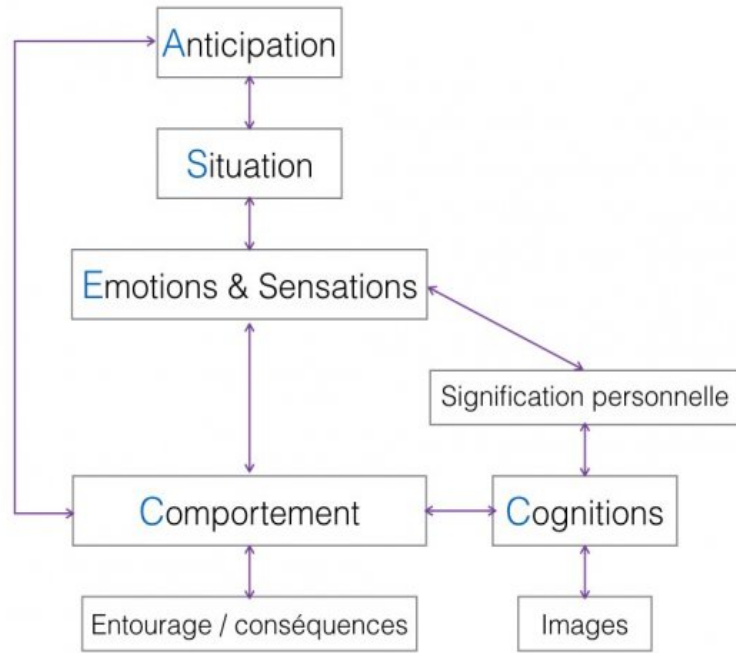 Anticipation
Situation
Emotions & Sensations
Signification personnelle
Comportement
Cognitions
Entourage / conséquences
Images